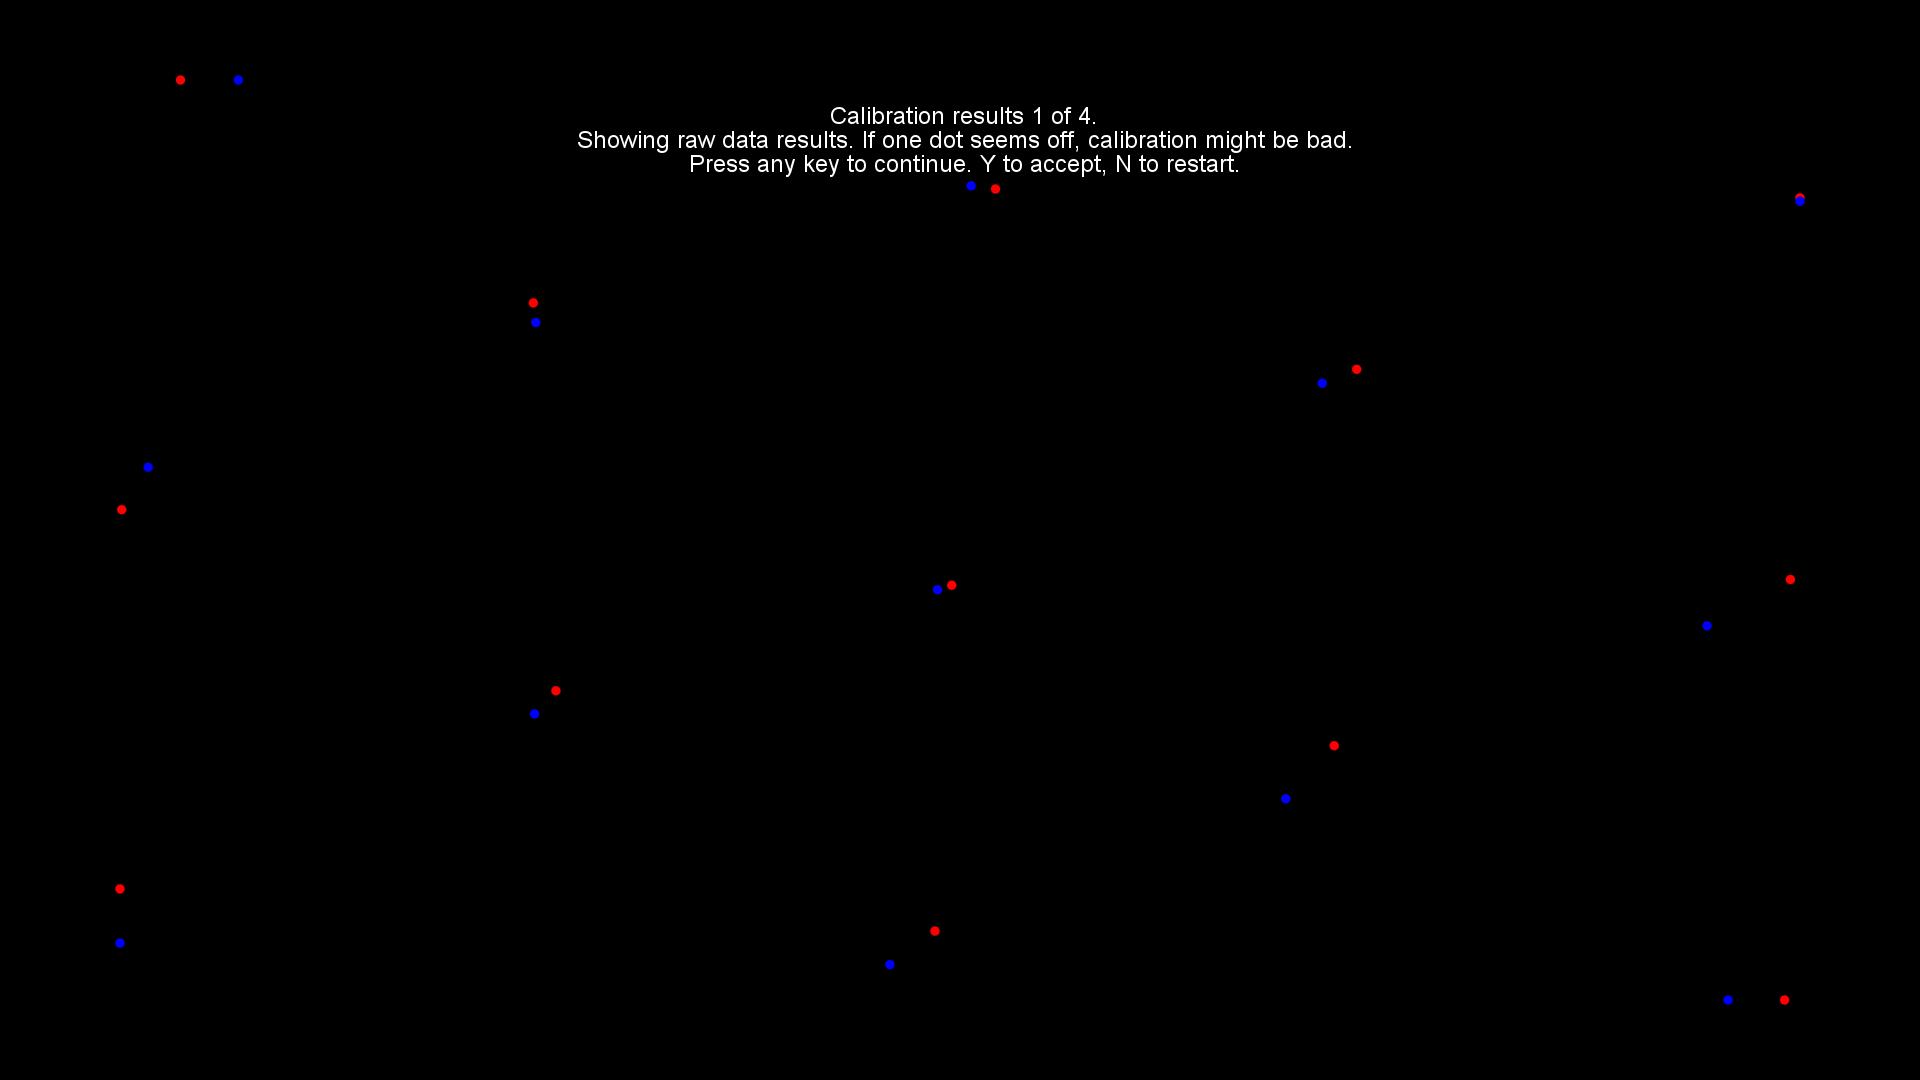 Calibration results 1 of 4.
Showing raw data results. If one dot seems off, calibration might be bad.
Press any key to continue. Y to accept, N to restart.